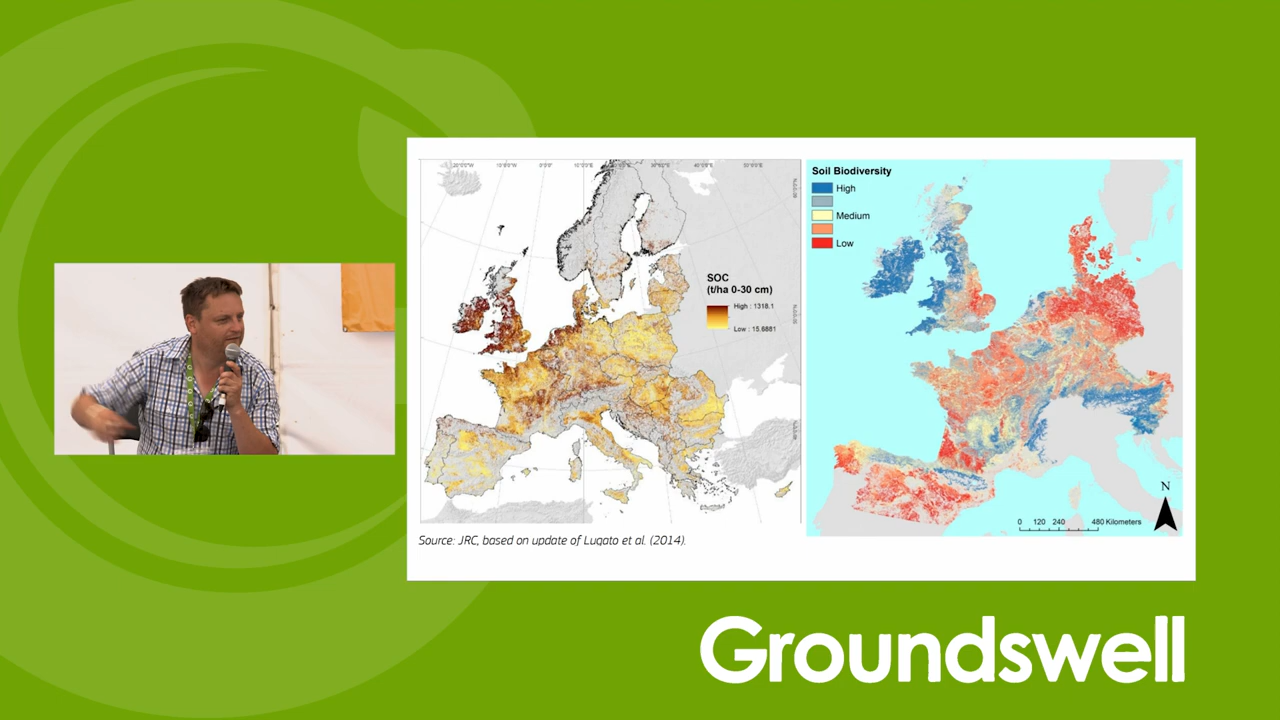 SOC
(t/ha 0-30 cm)
High : 1318.1
Low : 15.6881
Source: JRC, based on update of Lugato et al. (2014).
Soil Biodiversity
High
Medium
Low
N
0 120 240 480 Kilometers
Groundswell